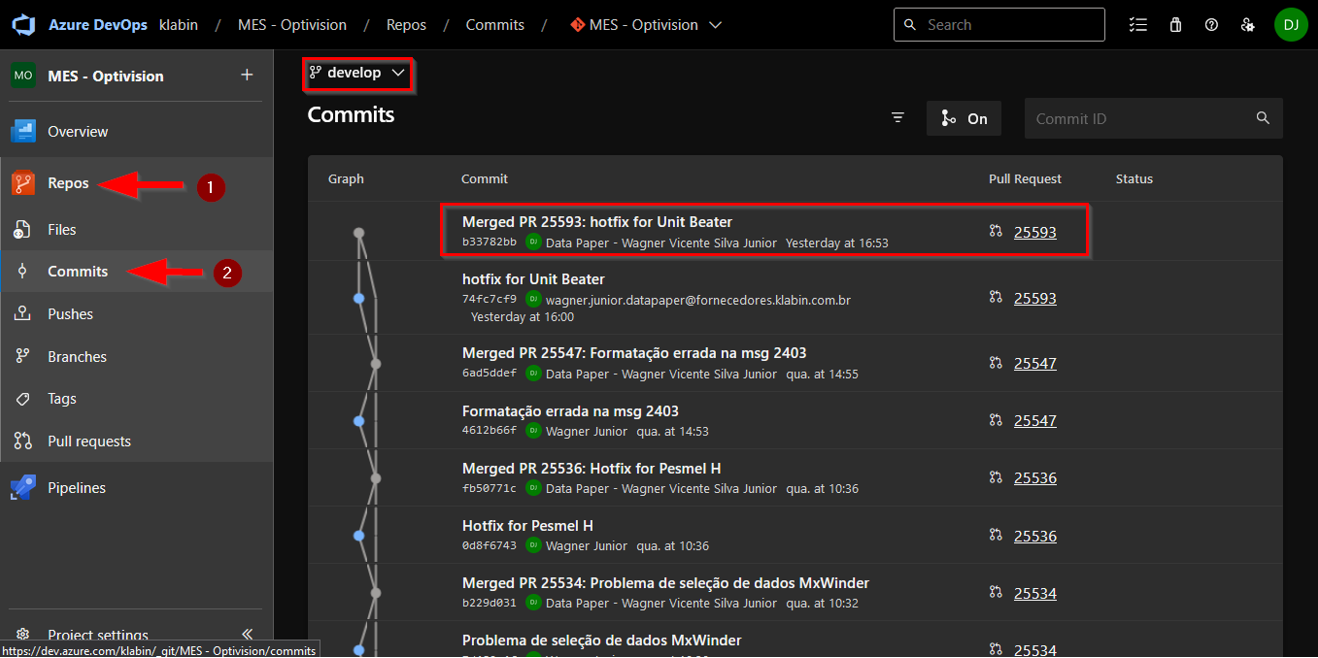 Azure DevOps klabin / MES - Optivision / Repos / Commits / MES - Optivision
Search
DJ
MO MES - Optivision +
develop
Commits
On
Commit ID
Overview
Repos
1
Files
Commits
2
Pushes
Branches
Tags
Pull requests
Pipelines
Project settings
https://dev.azure.com/klabin/_git/MES - Optivision/commits
Graph Commit Pull Request Status
Merged PR 25593: hotfix for Unit Beater
b33782bb DJ Data Paper - Wagner Vicente Silva Junior Yesterday at 16:53
25593
hotfix for Unit Beater
74fc7cf9 DJ wagner.junior.datapaper@fornecedores.klabin.com.br
Yesterday at 16:00
25593
Merged PR 25547: Formatação errada na msg 2403
6ad5ddef DJ Data Paper - Wagner Vicente Silva Junior qua. at 14:55
25547
Formatação errada na msg 2403
4612b66f DJ Wagner Junior qua. at 14:53
25547
Merged PR 25536: Hotfix for Pesmel H
fb50771c DJ Data Paper - Wagner Vicente Silva Junior qua. at 10:36
25536
Hotfix for Pesmel H
0d8f6743 DJ Wagner Junior qua. at 10:36
25536
Merged PR 25534: Problema de seleção de dados MxWinder
b229d031 DJ Data Paper - Wagner Vicente Silva Junior qua. at 10:32
25534
Problema de seleção de dados MxWinder
25534